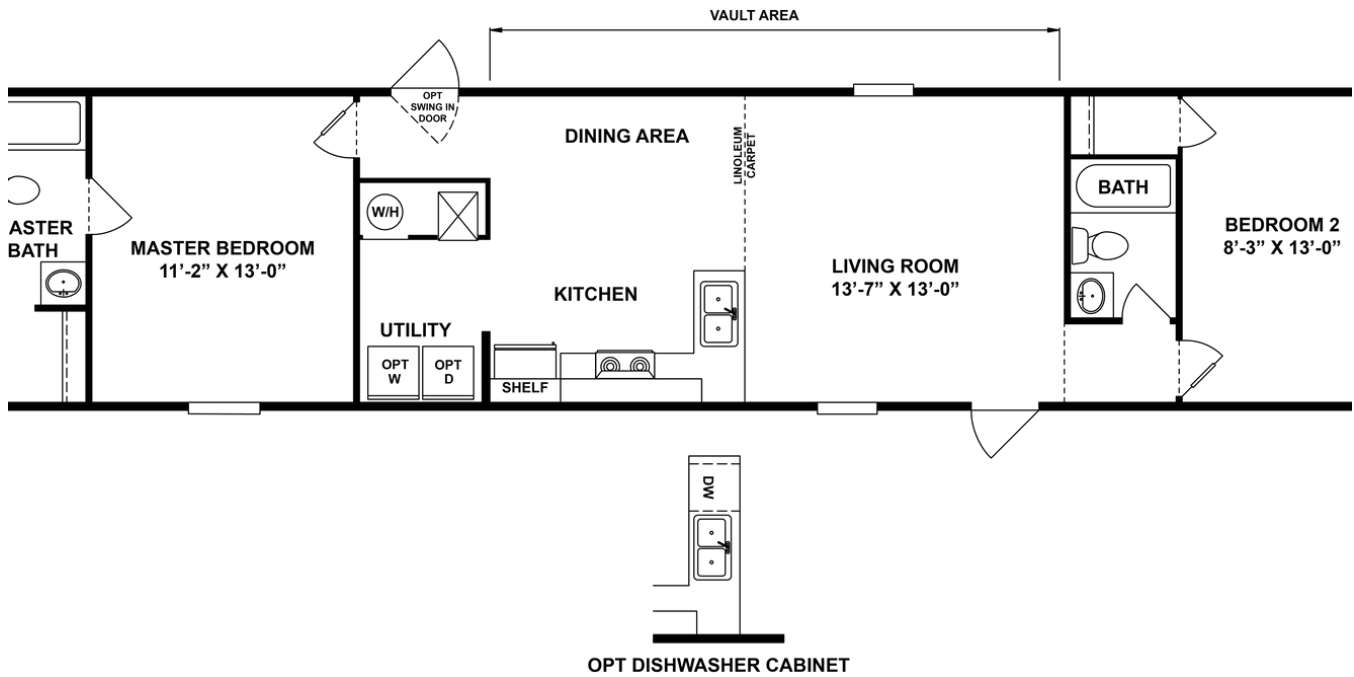 VAULT AREA
OPT
SWING IN
DOOR
DINING AREA
LINOLEUM
CARPET
W/H
BATH
ASTER
BATH
MASTER BEDROOM
11’-2” X 13’-0”
BEDROOM 2
8’-3” X 13’-0”
LIVING ROOM
13’-7” X 13’-0”
KITCHEN
UTILITY
OPT
W
OPT
D
SHELF
DW
OPT DISHWASHER CABINET